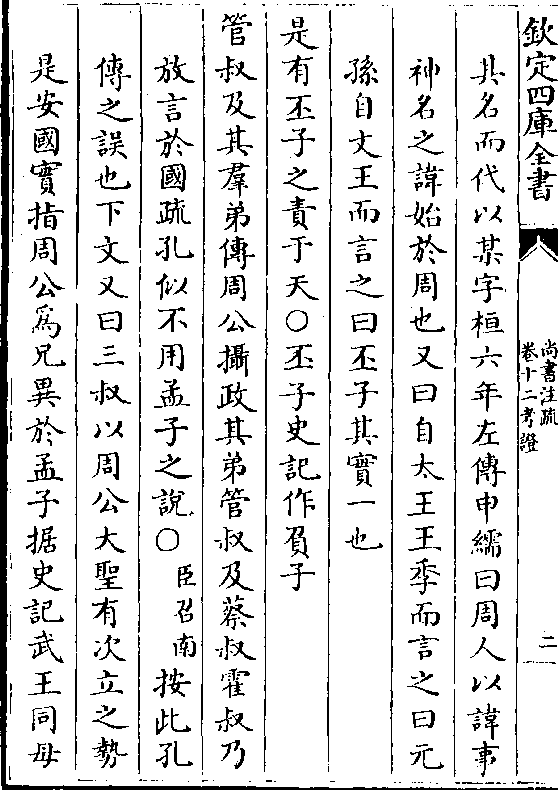 欽定四庫全書
尚書注疏
卷十二考證
二
其名而代以某字桓六年左傳申繻曰周人以諱事
神名之諱始於周也又曰自太王王季而言之曰元
孫自文王而言之曰丕子其實一也
是有丕子之責于天○丕子史記作負子
管叔及其羣弟傳周公攝政其弟管叔及蔡叔霍叔乃
放言於國疏孔似不用孟子之說○臣召南按此孔
傳之誤也下文又曰三叔以周公大聖有次立之勢
是安國實指周公為兄異於孟子据史記武王同母